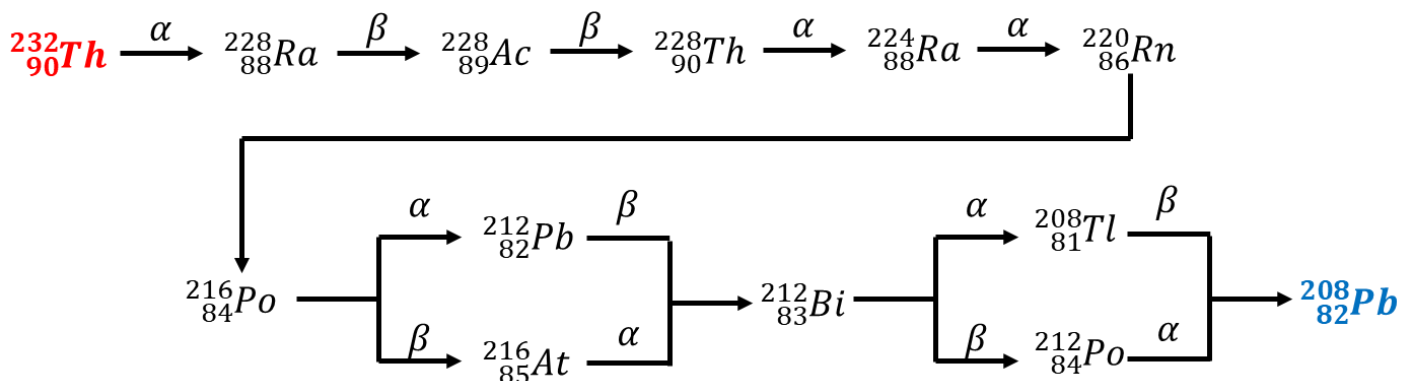 ²³²₉₀Th α ²²⁸₈₈Ra β ²²⁸₈₉Ac β ²²⁸₉₀Th α ²²⁴₈₈Ra α ²²⁰₈₆Rn
α ²¹²₈₂Pb β α ²⁰⁸₈₁Tl β
²¹⁶₈₄Po ²¹²₈₃Bi ²⁰⁸₈₂Pb
β ²¹⁶₈₅At α β ²¹²₈₄Po α